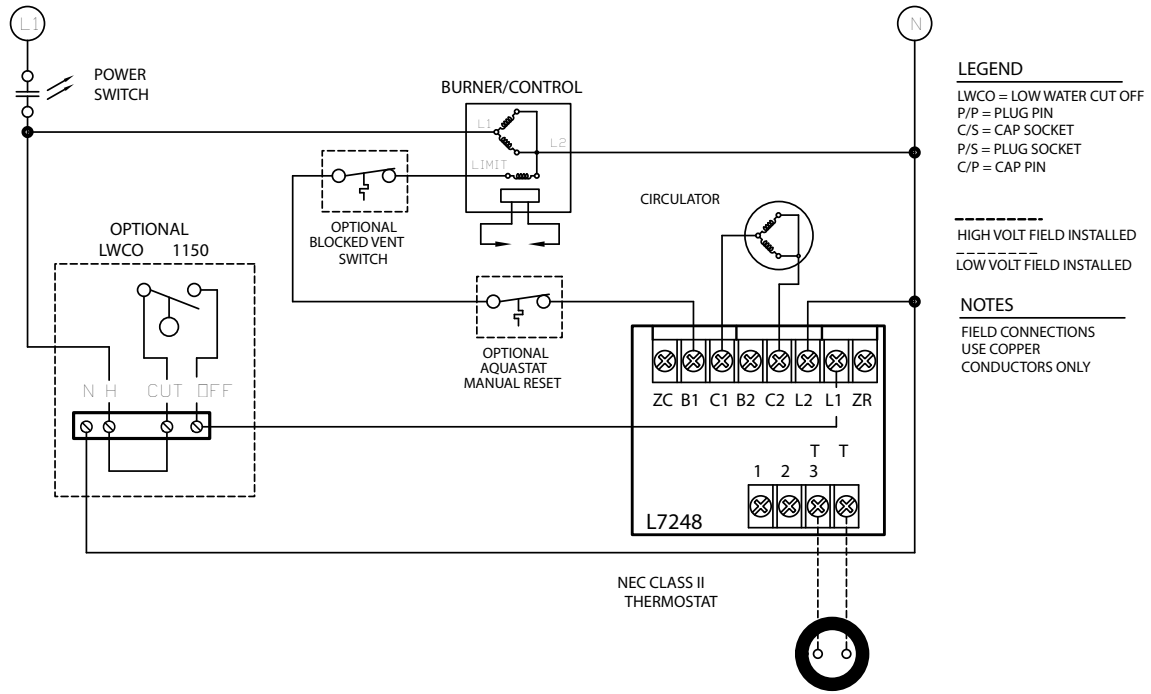 L1
N
POWER
SWITCH
BURNER/CONTROL
L1
L2
LIMIT
OPTIONAL
BLOCKED VENT
SWITCH
CIRCULATOR
OPTIONAL
LWCO 1150
N H CUT OFF
OPTIONAL
AQUASTAT
MANUAL RESET
ZC B1 C1 B2 C2 L2 L1 ZR
T T
1 2 3
L7248
NEC CLASS II
THERMOSTAT
LEGEND
LWCO = LOW WATER CUT OFF
P/P = PLUG PIN
C/S = CAP SOCKET
P/S = PLUG SOCKET
C/P = CAP PIN
HIGH VOLT FIELD INSTALLED
LOW VOLT FIELD INSTALLED
NOTES
FIELD CONNECTIONS
USE COPPER
CONDUCTORS ONLY